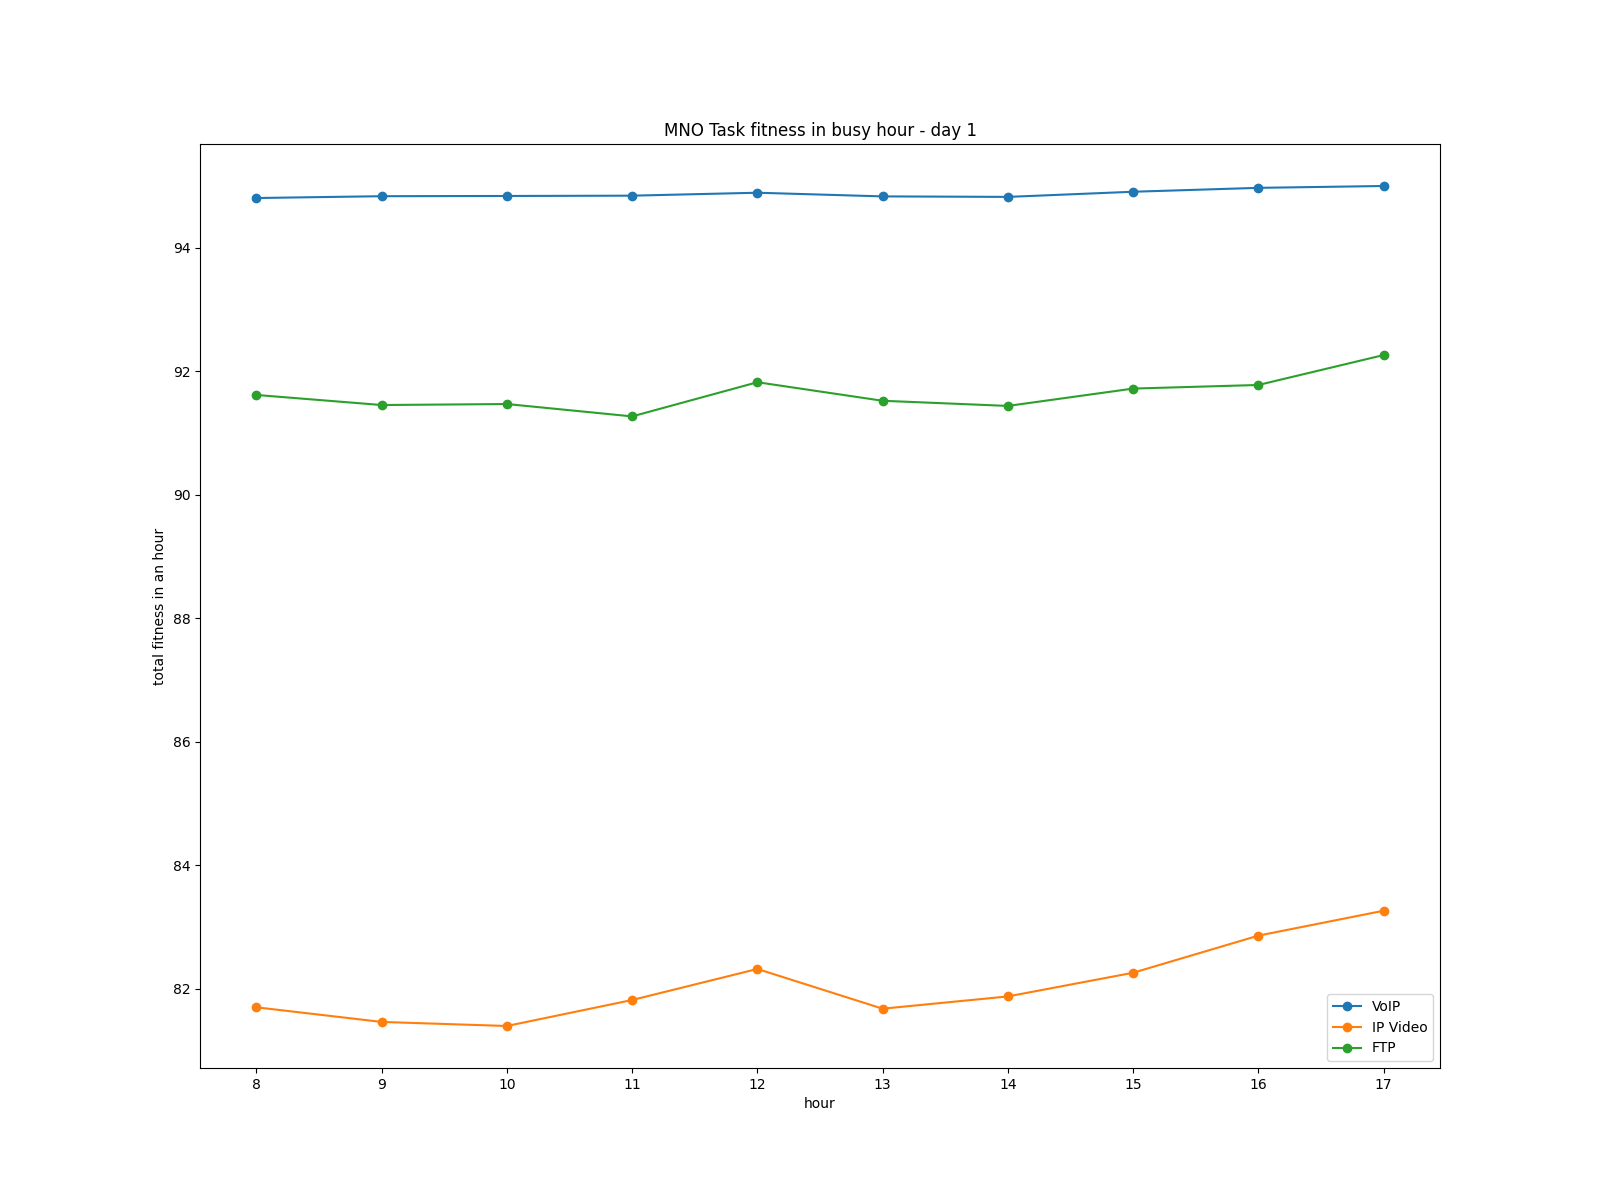 MNO Task fitness in busy hour - day 1
total fitness in an hour
94
92
90
88
86
84
82
8 9 10 11 12 13 14 15 16 17
hour
VoIP
IP Video
FTP